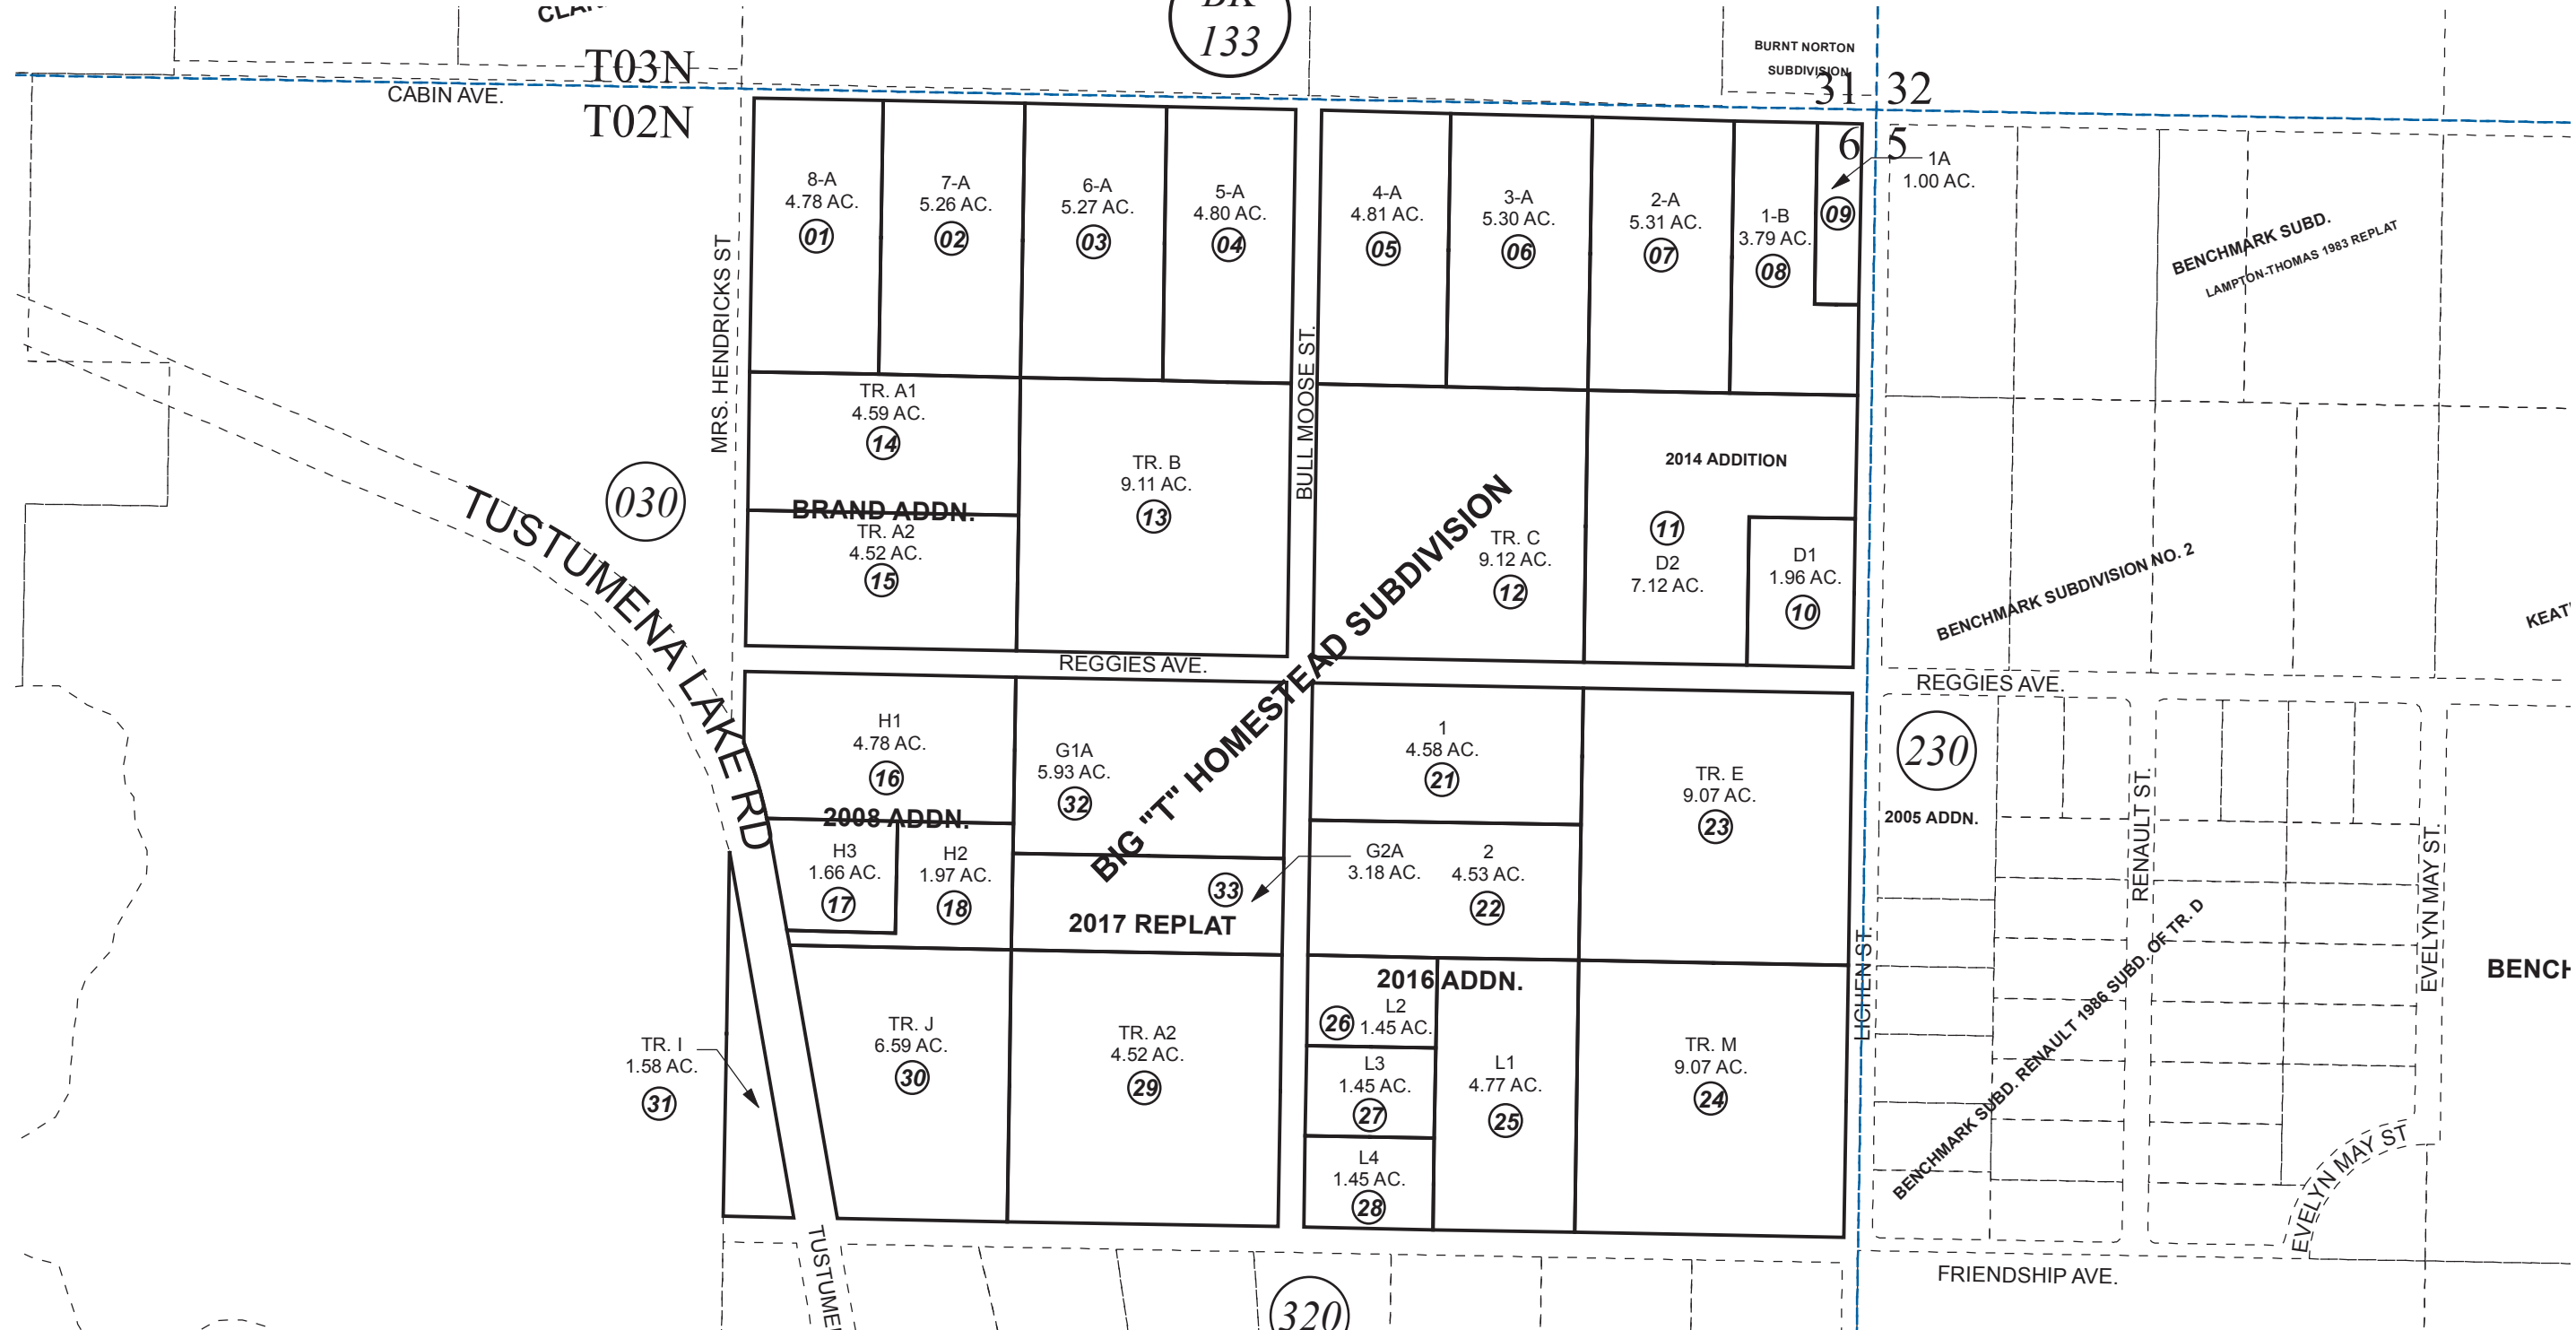 BK
133
T03N
CABIN AVE.
T02N
BURNT NORTON
SUBDIVISION
31
32
6
5
1A
1.00 AC.
09
8-A
4.78 AC.
01
7-A
5.26 AC.
02
6-A
5.27 AC.
03
5-A
4.80 AC.
04
4-A
4.81 AC.
05
3-A
5.30 AC.
06
2-A
5.31 AC.
07
1-B
3.79 AC.
08
BENCHMARK SUBD.
LAMPTON-THOMAS 1983 REPLAT
MRS. HENDRICKS ST
BULL MOOSE ST.
TR. A1
4.59 AC.
14
BRAND ADDN.
TR. A2
4.52 AC.
15
TR. B
9.11 AC.
13
TR. C
9.12 AC.
12
2014 ADDITION
11
D2
7.12 AC.
D1
1.96 AC.
10
030
TUSTUMENA LAKE RD
BIG "T" HOMESTEAD SUBDIVISION
BENCHMARK SUBDIVISION NO. 2
KEAT
REGGIES AVE.
REGGIES AVE.
H1
4.78 AC.
16
2008 ADDN.
H3
1.66 AC.
17
H2
1.97 AC.
18
G1A
5.93 AC.
32
33
G2A
3.18 AC.
2017 REPLAT
1
4.58 AC.
21
2
4.53 AC.
22
TR. E
9.07 AC.
23
230
2005 ADDN.
RENAULT ST.
EVELYN MAY ST.
BENCHMARK SUBD. RENAULT 1986 SUBD. OF TR. D
BENCH
LICHEN ST.
TR. I
1.58 AC.
31
TR. J
6.59 AC.
30
TR. A2
4.52 AC.
29
2016 ADDN.
L2
26 1.45 AC.
L3
1.45 AC.
27
L4
1.45 AC.
28
L1
4.77 AC.
25
TR. M
9.07 AC.
24
EVELYN MAY ST
FRIENDSHIP AVE.
TUSTUME
320